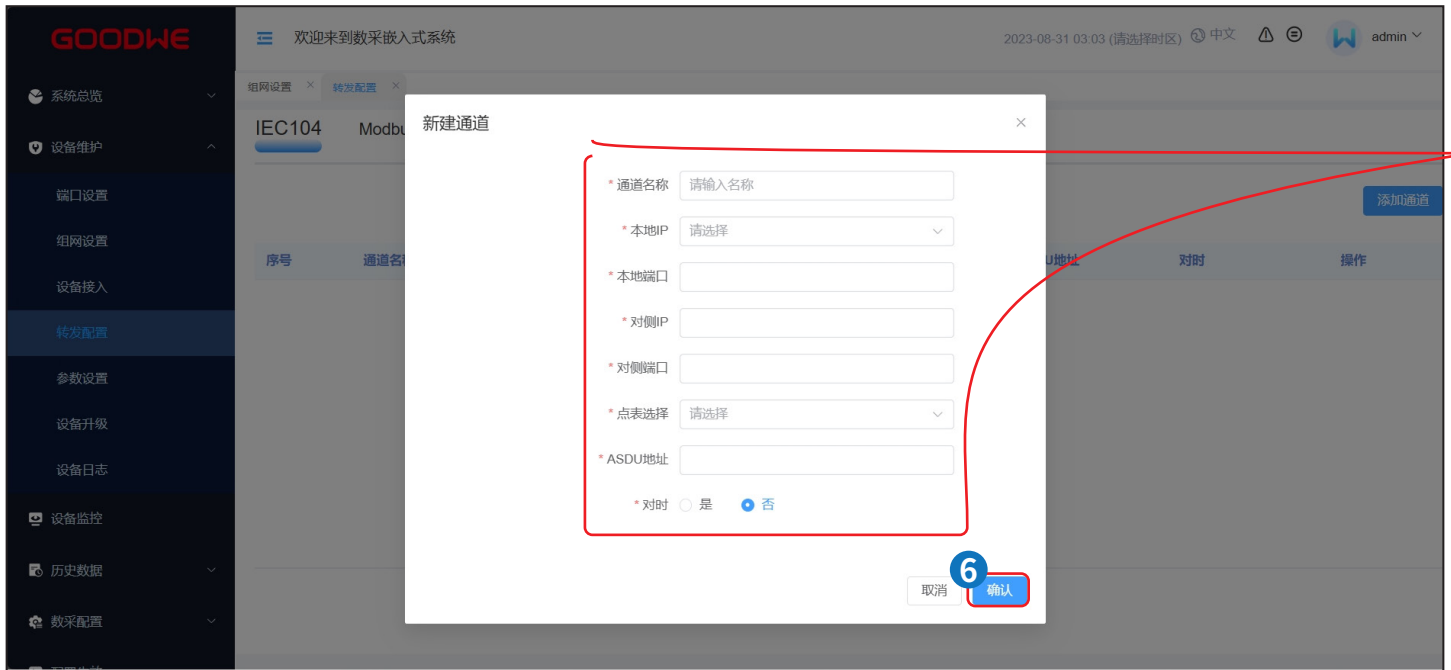 GOODWE
欢迎来到数采嵌入式系统
2023-08-31 03:03 (请选择时区) 中文 admin
系统总览
设备维护
端口设置
组网设置
设备接入
转发配置
参数设置
设备升级
设备日志
设备监控
历史数据
数采配置
组网设置 × 转发配置 ×
IEC104 Modbu
添加通道
序号 通道名 U地址 对时 操作
新建通道 ×
* 通道名称 请输入名称
* 本地IP 请选择
* 本地端口
* 对侧IP
* 对侧端口
* 点表选择 请选择
* ASDU地址
* 对时 是 否
6
取消 确认